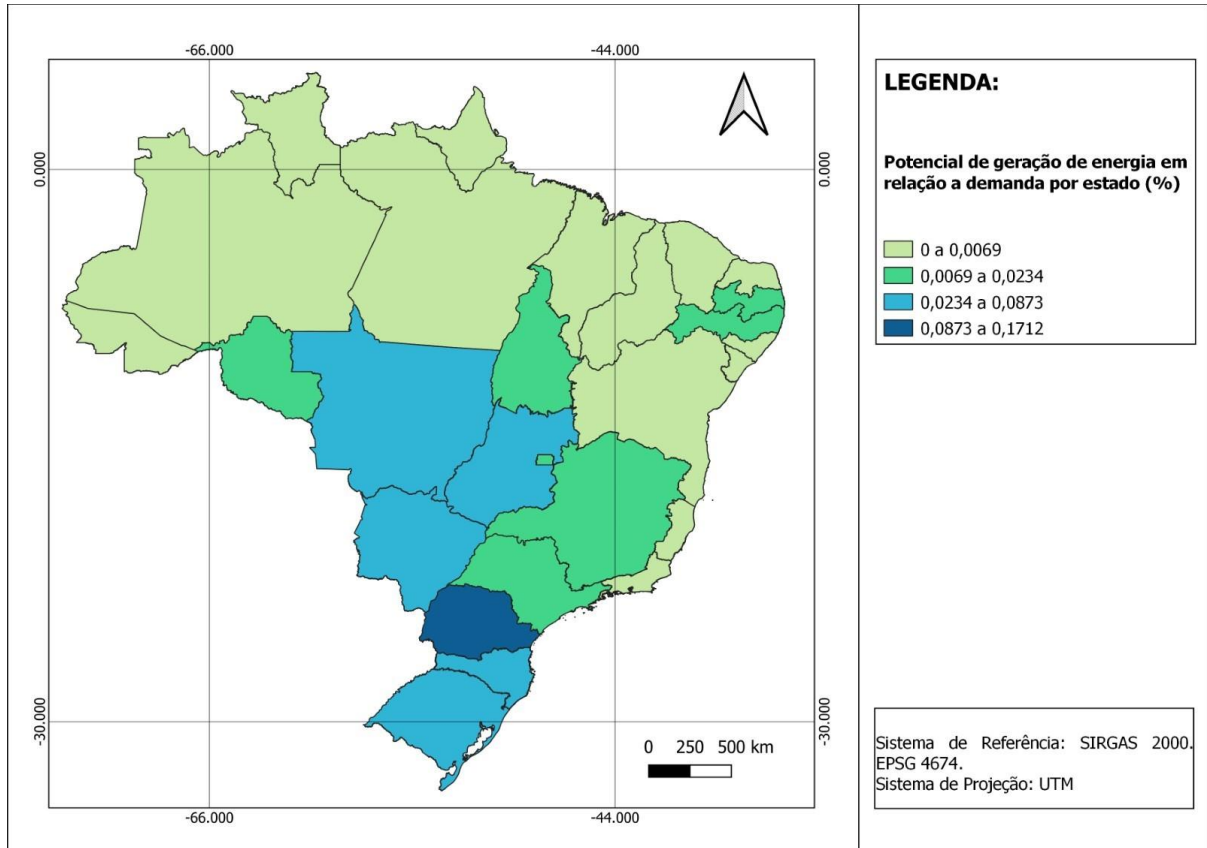 -66.000
-44.000
0.000
0.000
-30.000
-30.000
0 250 500 km
-66.000
-44.000
LEGENDA:
Potencial de geração de energia em
relação a demanda por estado (%)
0 a 0,0069
0,0069 a 0,0234
0,0234 a 0,0873
0,0873 a 0,1712
Sistema de Referência: SIRGAS 2000.
EPSG 4674.
Sistema de Projeção: UTM